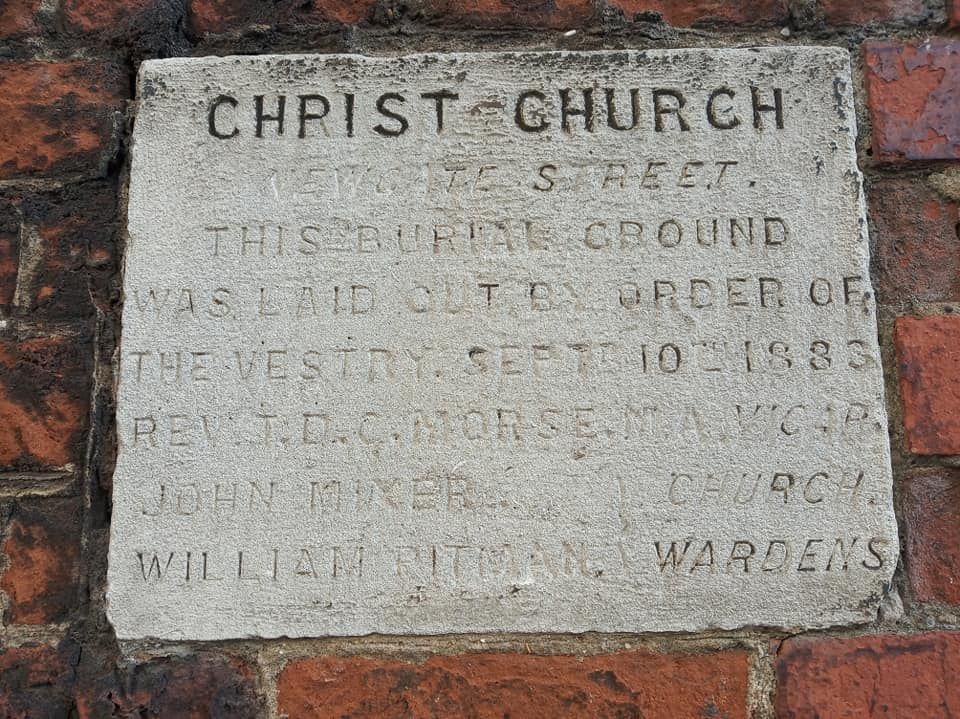 CHRIST CHURCH
NEWGATE STREET.
THIS BURIAL GROUND
WAS LAID OUT BY ORDER OF
THE VESTRY. SEPT. 10TH 1883
REV. T. D. C. MORSE. M. A. VICAR.
JOHN MIXER. } CHURCH.
WILLIAM PITMAN. } WARDENS